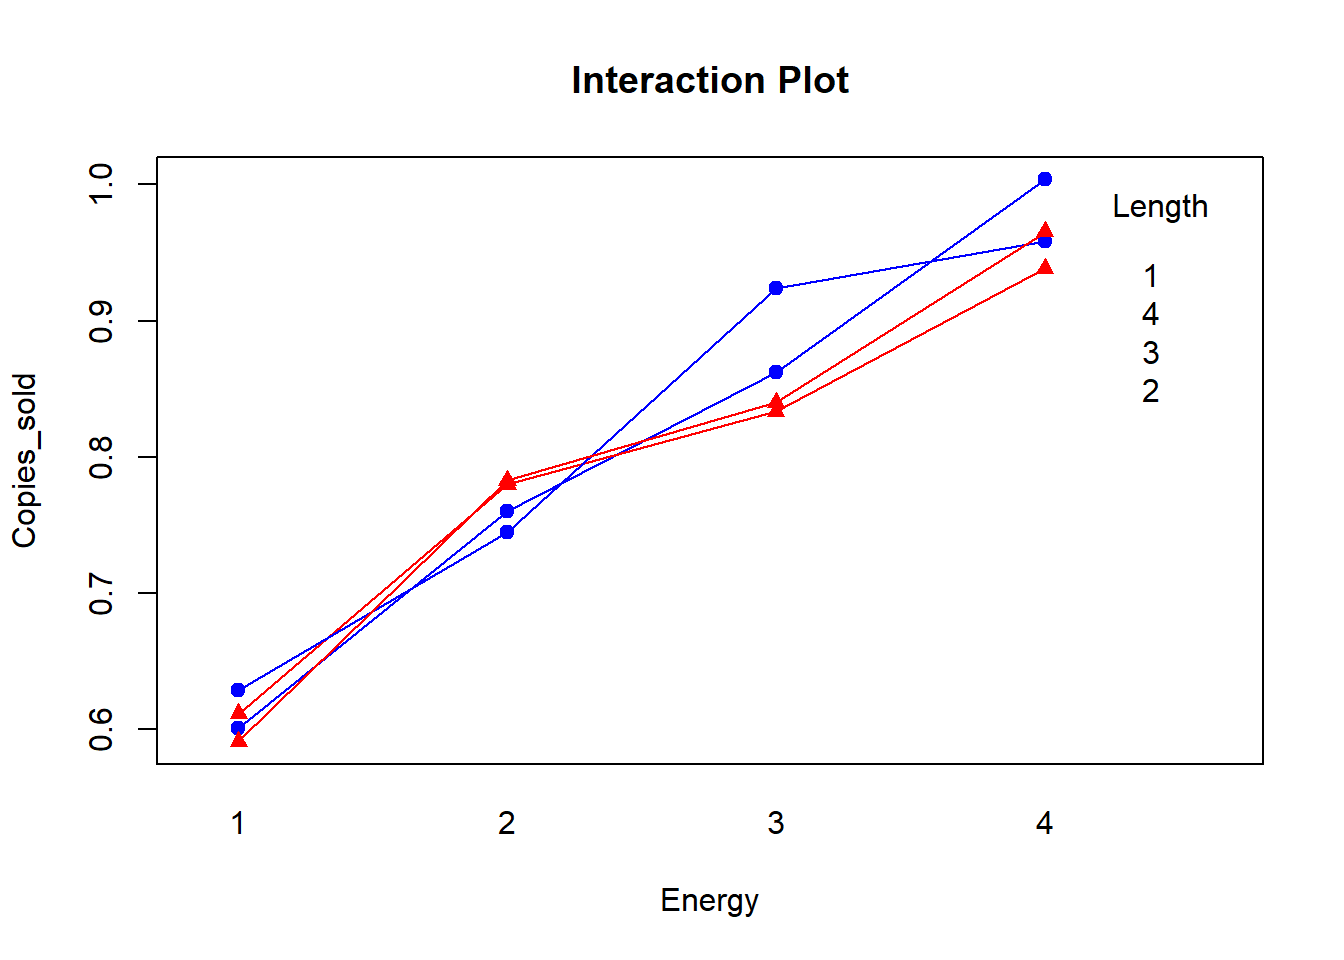 Interaction Plot
Copies_sold
1.0
0.9
0.8
0.7
0.6
Length
1
4
3
2
1 2 3 4
Energy